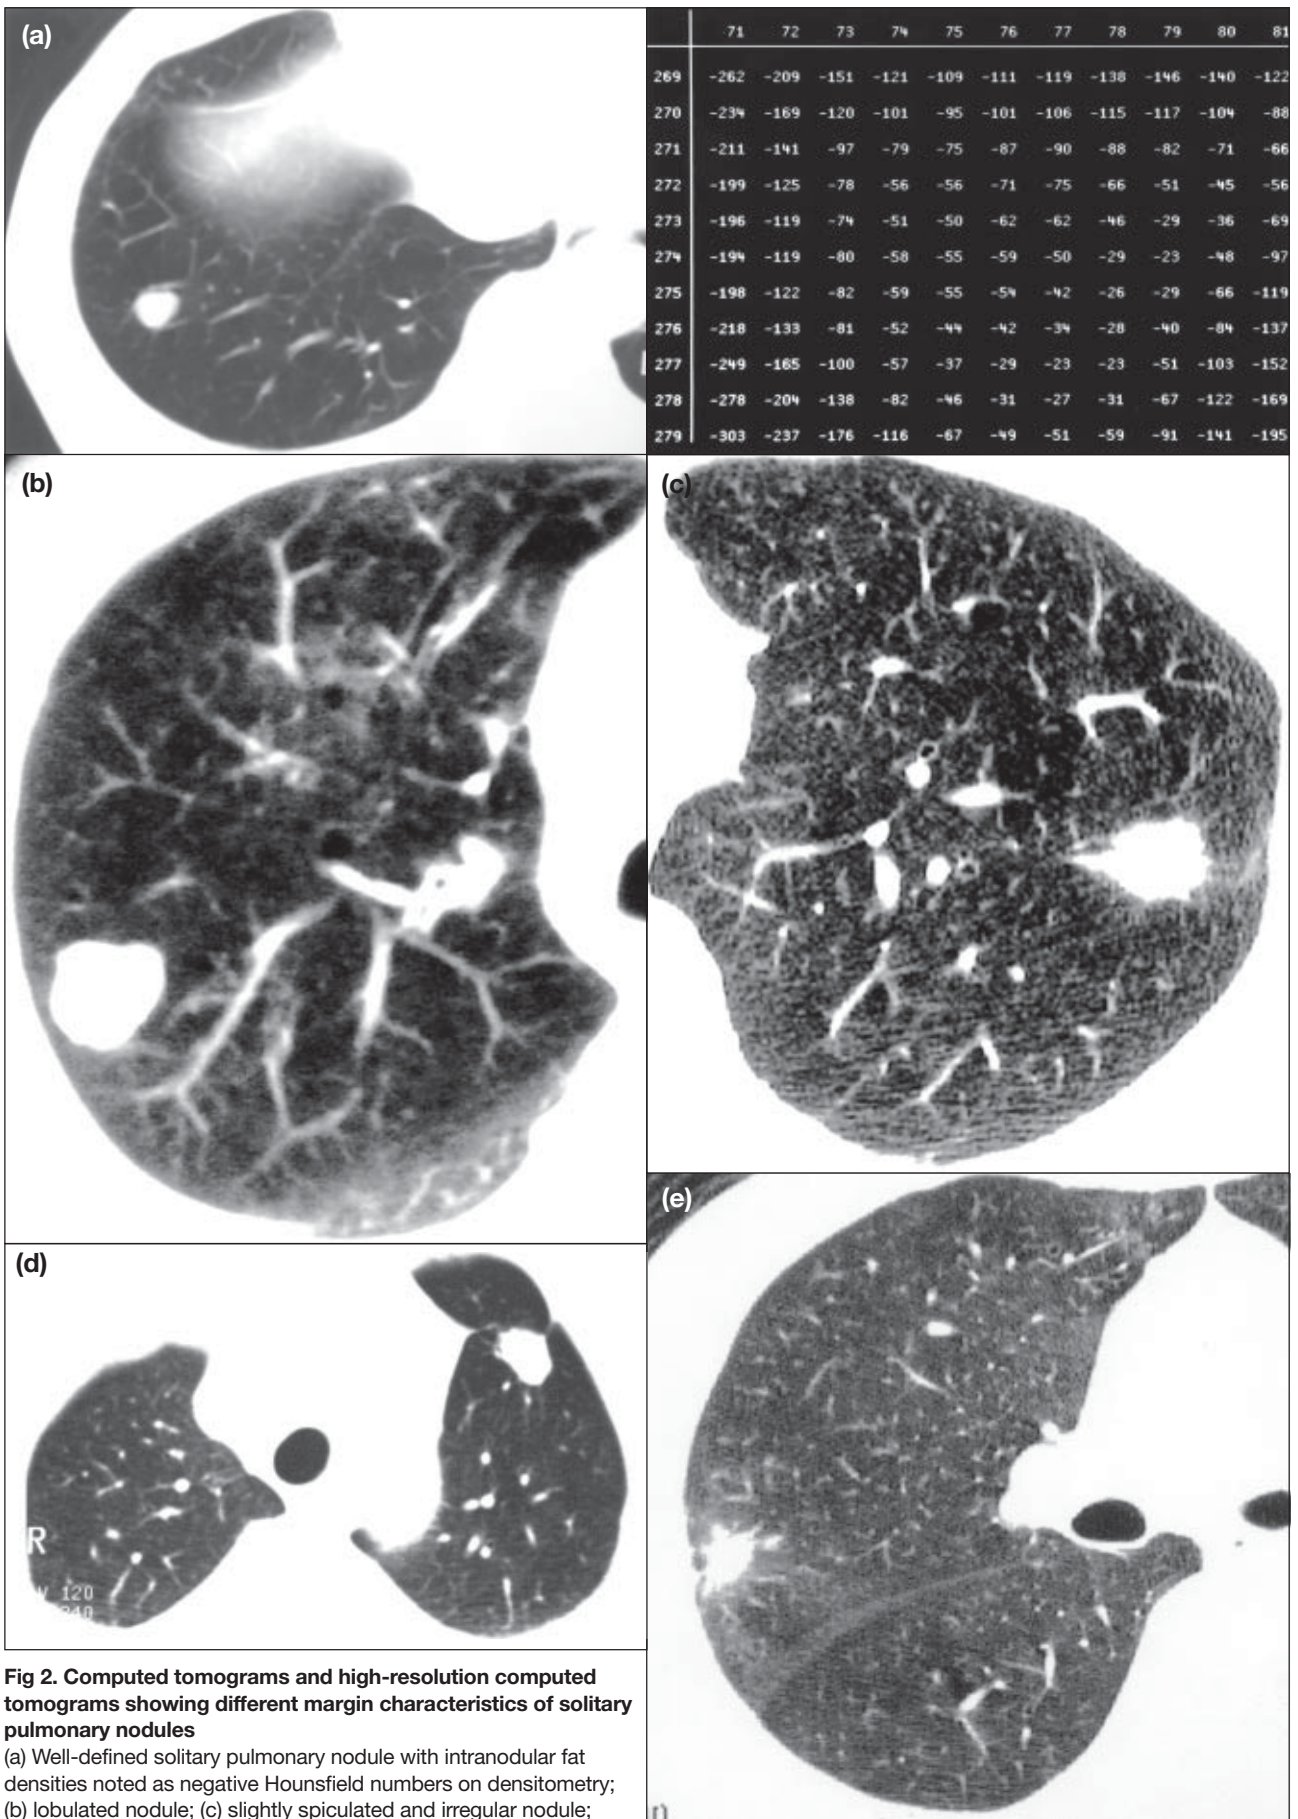 (a)
71 72 73 74 75 76 77 78 79 80 81
269 -262 -209 -151 -121 -109 -111 -119 -138 -146 -140 -122
270 -234 -169 -120 -101 -95 -101 -106 -115 -117 -104 -88
271 -211 -141 -97 -79 -75 -87 -90 -88 -82 -71 -66
272 -199 -125 -78 -56 -56 -71 -75 -66 -51 -45 -56
273 -196 -119 -74 -51 -50 -62 -62 -46 -29 -36 -69
274 -194 -119 -80 -58 -55 -59 -50 -29 -23 -48 -97
275 -198 -122 -82 -59 -55 -54 -42 -26 -29 -66 -119
276 -218 -133 -81 -52 -44 -42 -34 -28 -40 -84 -137
277 -249 -165 -100 -57 -37 -29 -23 -23 -51 -103 -152
278 -278 -204 -138 -82 -46 -31 -27 -31 -67 -122 -169
279 -303 -237 -176 -116 -67 -49 -51 -59 -91 -141 -195
(b)
(c)
(d)
R
120
(e)
Fig 2. Computed tomograms and high-resolution computed
tomograms showing different margin characteristics of solitary
pulmonary nodules
(a) Well-defined solitary pulmonary nodule with intranodular fat
densities noted as negative Hounsfield numbers on densitometry;
(b) lobulated nodule; (c) slightly spiculated and irregular nodule;